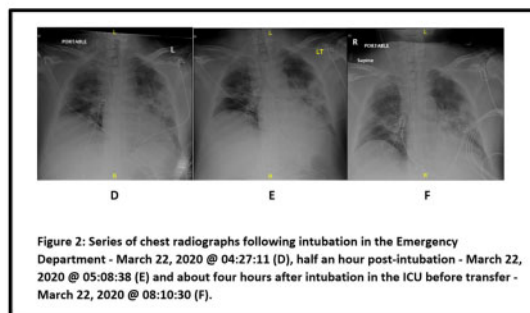 L L L
PORTABLE L LT R PORTABLE
Supine
D E F
Figure 2: Series of chest radiographs following intubation in the Emergency
Department - March 22, 2020 @ 04:27:11 (D), half an hour post-intubation - March 22,
2020 @ 05:08:38 (E) and about four hours after intubation in the ICU before transfer -
March 22, 2020 @ 08:10:30 (F).